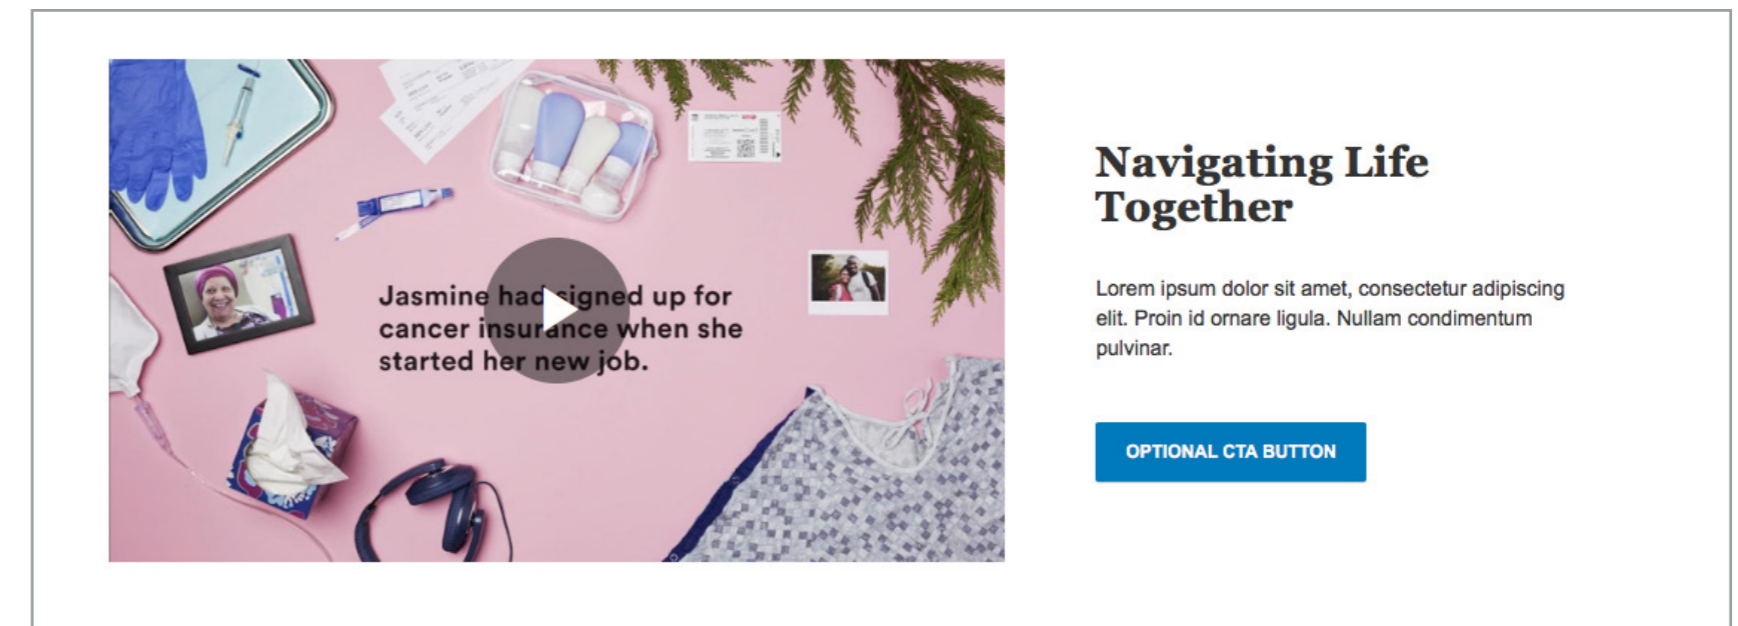 Jasmine had signed up for
cancer insurance when she
started her new job.
Navigating Life
Together
Lorem ipsum dolor sit amet, consectetur adipiscing
elit. Proin id ornare ligula. Nullam condimentum
pulvinar.
OPTIONAL CTA BUTTON